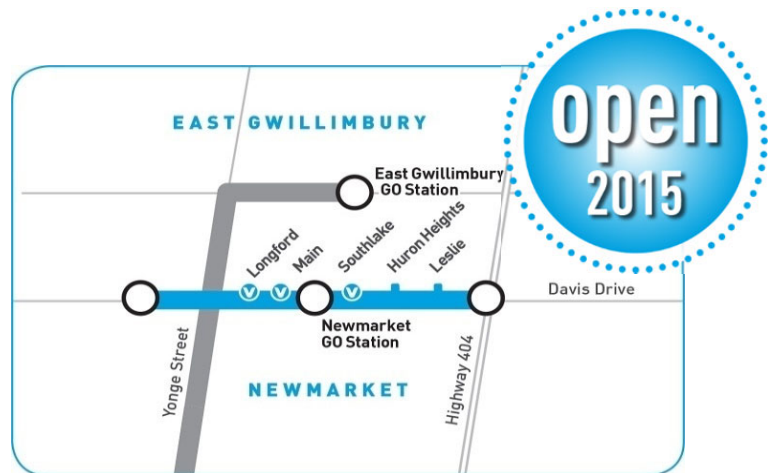 open
2015
EAST GWILLIMBURY
East Gwillimbury
GO Station
Longford
Main
Southlake
Huron Heights
Leslie
V
V
V
Davis Drive
Newmarket
GO Station
Yonge Street
Highway 404
NEWMARKET